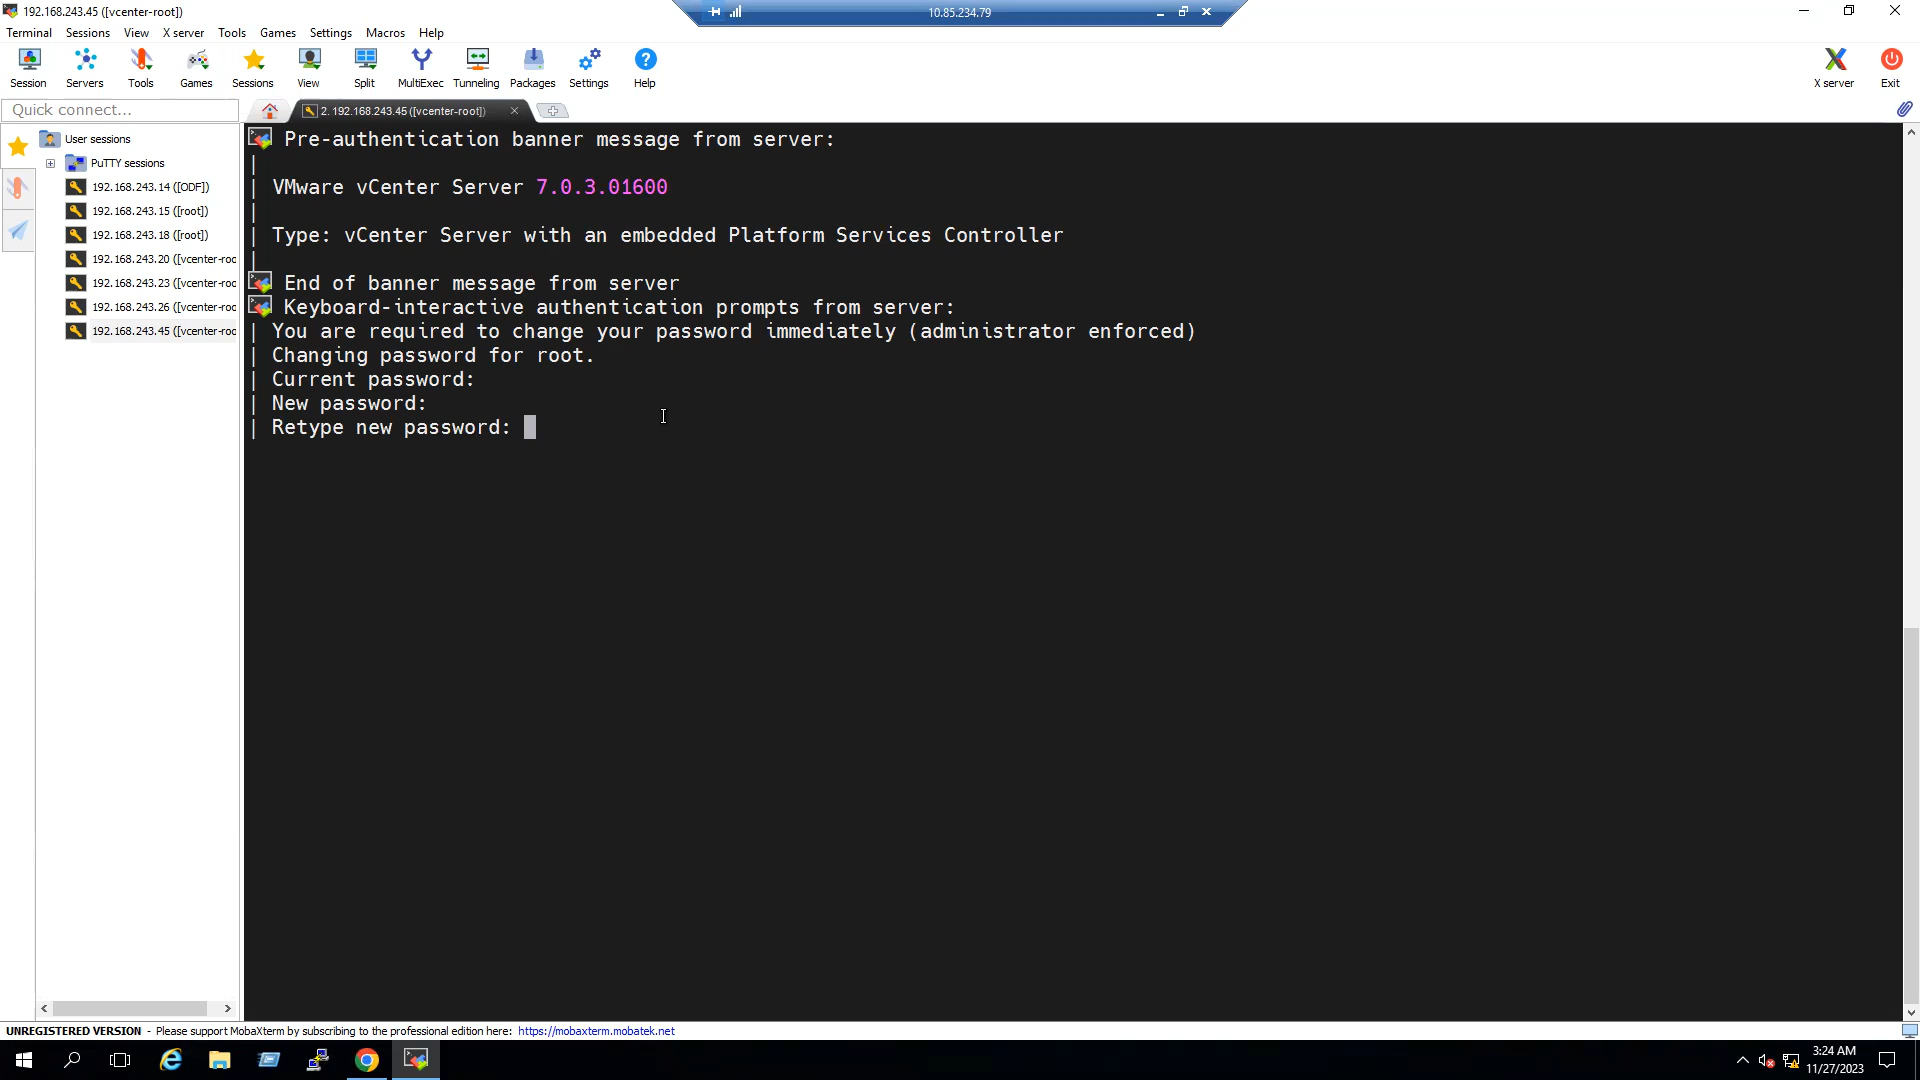 192.168.243.45 ([vcenter-root])
10.85.234.79
Terminal Sessions View X server Tools Games Settings Macros Help
Session Servers Tools Games Sessions View Split MultiExec Tunneling Packages Settings Help X server Exit
Quick connect...
2. 192.168.243.45 ([vcenter-root])
User sessions
PuTTY sessions
192.168.243.14 ([ODF])
192.168.243.15 ([root])
192.168.243.18 ([root])
192.168.243.20 ([vcenter-roo
192.168.243.23 ([vcenter-roo
192.168.243.26 ([vcenter-roo
192.168.243.45 ([vcenter-roo
Pre-authentication banner message from server:
|
| VMware vCenter Server 7.0.3.01600
|
| Type: vCenter Server with an embedded Platform Services Controller
|
End of banner message from server
Keyboard-interactive authentication prompts from server:
| You are required to change your password immediately (administrator enforced)
| Changing password for root.
| Current password:
| New password:
| Retype new password:
UNREGISTERED VERSION - Please support MobaXterm by subscribing to the professional edition here: https://mobaxterm.mobatek.net
3:24 AM
11/27/2023